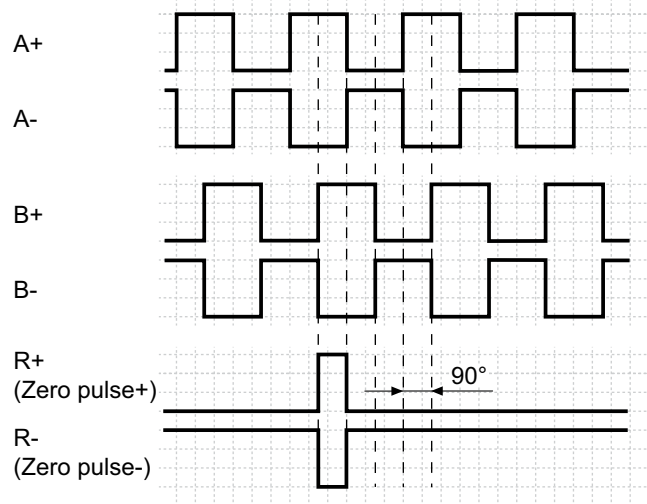 A+
A-
B+
B-
R+
(Zero pulse+)
90°
R-
(Zero pulse-)